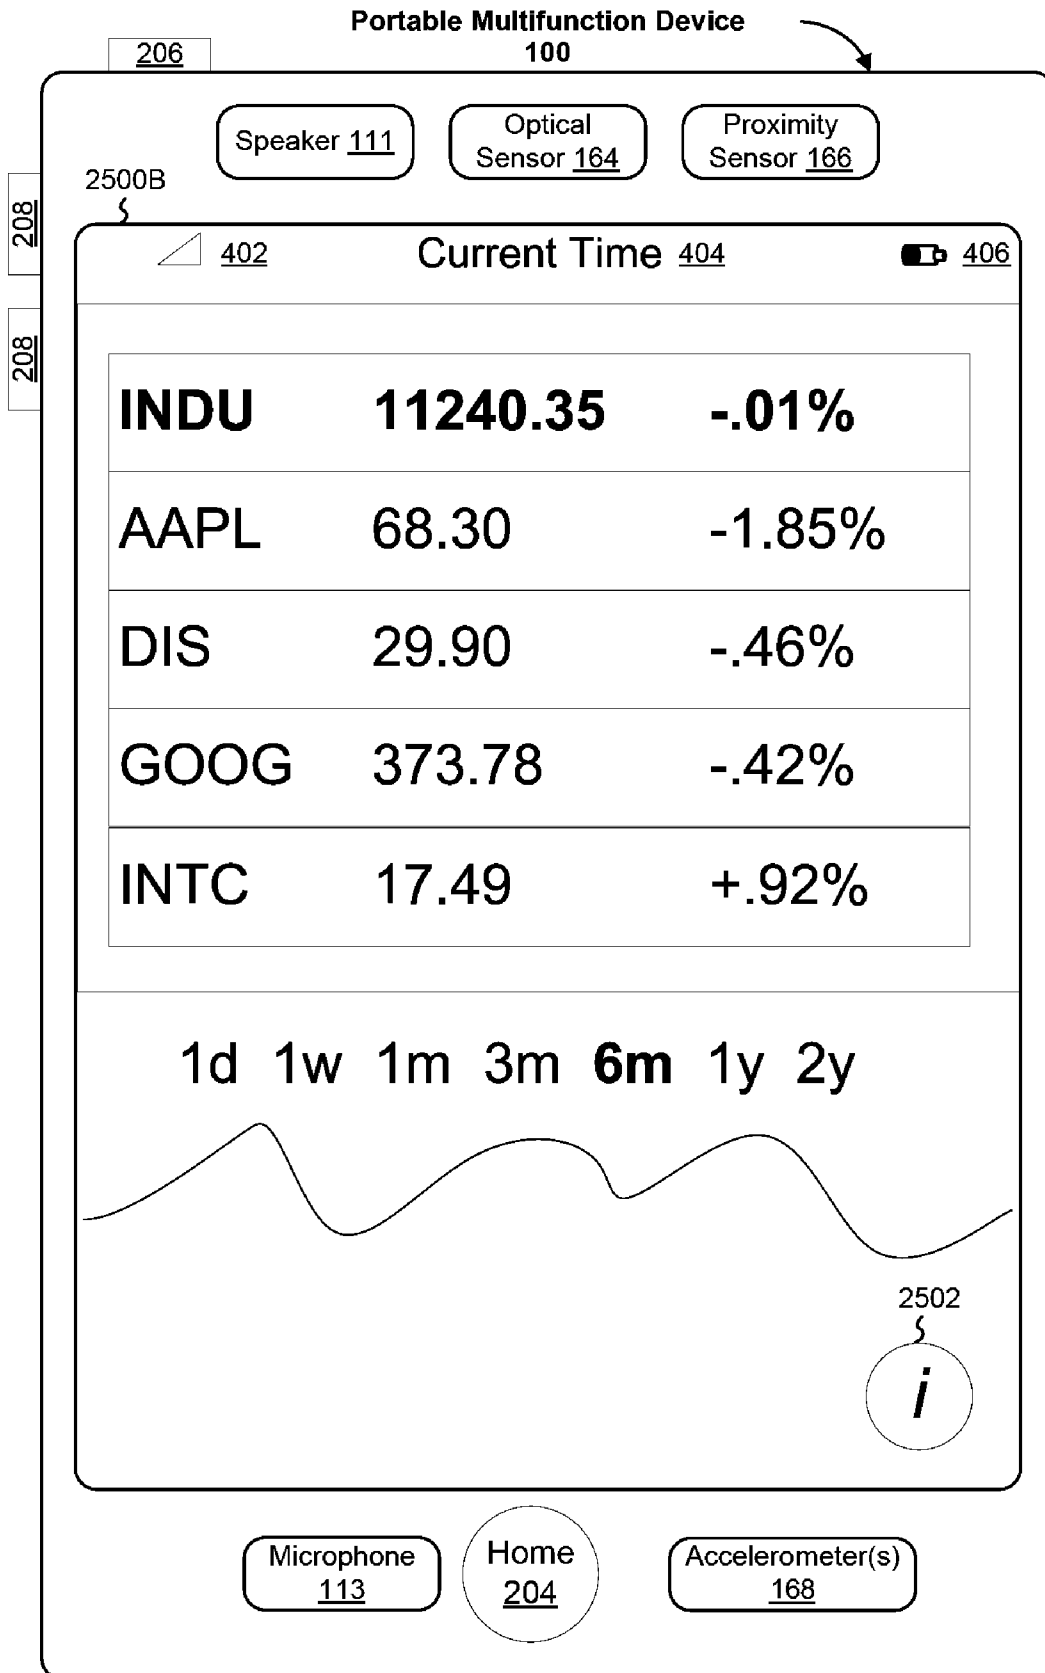 Portable Multifunction Device
100
206
Speaker 111
Optical
Sensor 164
Proximity
Sensor 166
2500B
208
208
402 Current Time 404 406
INDU 11240.35 -.01%
AAPL 68.30 -1.85%
DIS 29.90 -.46%
GOOG 373.78 -.42%
INTC 17.49 +.92%
1d 1w 1m 3m 6m 1y 2y
2502
i
Microphone
113
Home
204
Accelerometer(s)
168